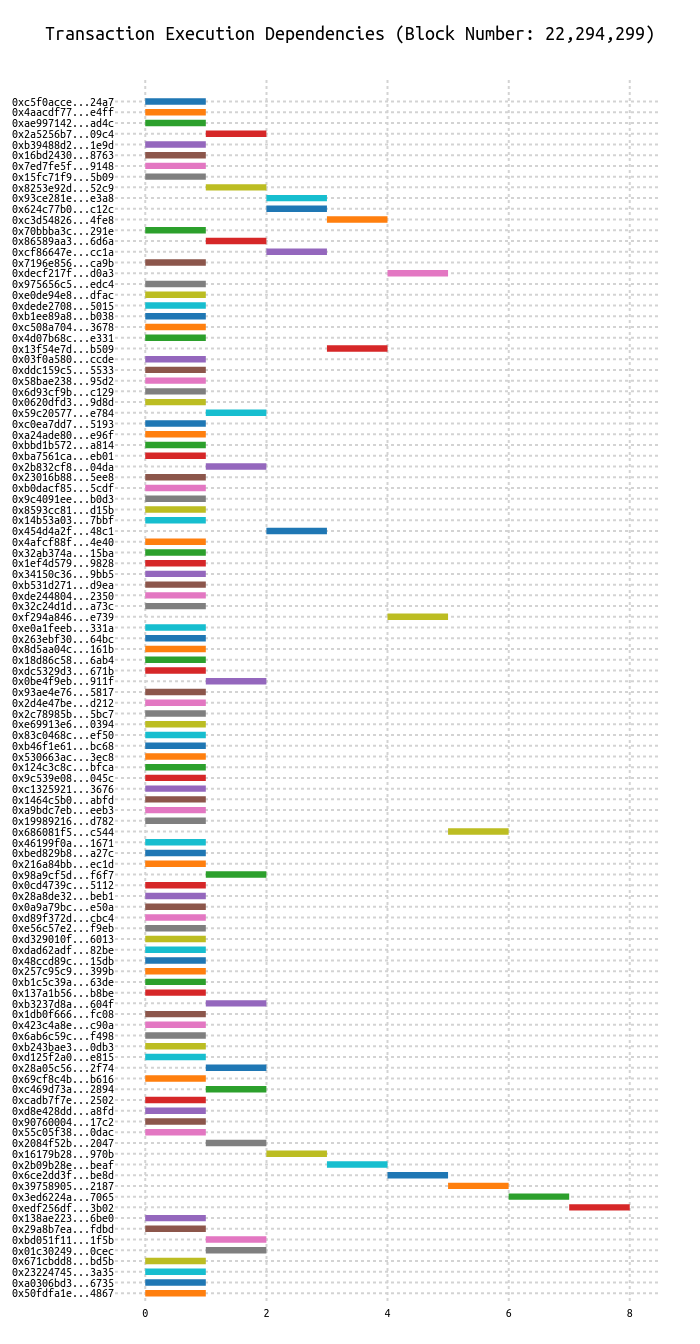 Transaction Execution Dependencies (Block Number: 22,294,299)
0xc5f0acce...24a7
0x4aacdf77...e4ff
0xae997142...ad4c
0x2a5256b7...09c4
0xb39488d2...1e9d
0x16bd2430...8763
0x7ed7fe5f...9148
0x15fc71f9...5b09
0x8253e92d...52c9
0x93ce281e...e3a8
0x624c77b0...c12c
0xc3d54826...4fe8
0x70bbba3c...291e
0x86589aa3...6d6a
0xcf86647e...cc1a
0x7196e856...ca9b
0xdecf217f...d0a3
0x975656c5...edc4
0xe0de94e8...dfac
0xdede2708...5015
0xb1ee89a8...b038
0xc508a704...3678
0x4d07b68c...e331
0x13f54e7d...b509
0x03f0a580...ccde
0xddc159c5...5533
0x58bae238...95d2
0x6d93cf9b...c129
0x0620dfd3...9d8d
0x59c20577...e784
0xc0ea7dd7...5193
0xa24ade80...e96f
0xbbd1b572...a814
0xba7561ca...eb01
0x2b832cf8...04da
0x23016b88...5ee8
0xb0dacf85...5cdf
0x9c4091ee...b0d3
0x8593cc81...d15b
0x14b53a03...7bbf
0x454d4a2f...48c1
0x4afcf88f...4e40
0x32ab374a...15ba
0x1ef4d579...9828
0x34150c36...9bb5
0xb531d271...d9ea
0xde244804...2350
0x32c24d1d...a73c
0xf294a846...e739
0xe0a1feeb...331a
0x263ebf30...64bc
0x8d5aa04c...161b
0x18d86c58...6ab4
0xdc5329d3...671b
0x0be4f9eb...911f
0x93ae4e76...5817
0x2d4e47be...d212
0x2c78985b...5bc7
0xe69913e6...0394
0x83c0468c...ef50
0xb46f1e61...bc68
0x530663ac...3ec8
0x124c3c8c...bfca
0x9c539e08...045c
0xc1325921...3676
0x1464c5b0...abfd
0xa9bdc7eb...eeb3
0x19989216...d782
0x686081f5...c544
0x46199f0a...1671
0xbed829b8...a27c
0x216a84bb...ec1d
0x98a9cf5d...f6f7
0x0cd4739c...5112
0x28a8de32...beb1
0x0a9a79bc...e50a
0xd89f372d...cbc4
0xe56c57e2...f9eb
0xd329010f...6013
0xdad62adf...82be
0x48ccd89c...15db
0x257c95c9...399b
0xb1c5c39a...63de
0x137a1b56...b8be
0xb3237d8a...604f
0x1db0f666...fc08
0x423c4a8e...c90a
0x6ab6c59c...f498
0xb243bae3...0db3
0xd125f2a0...e815
0x28a05c56...2f74
0x69cf8c4b...b616
0xc469d73a...2894
0xcadb7f7e...2502
0xd8e428dd...a8fd
0x90760004...17c2
0x55c05f38...0dac
0x2084f52b...2047
0x16179b28...970b
0x2b09b28e...beaf
0x6ce2dd3f...be8d
0x39758905...2187
0x3ed6224a...7065
0xedf256df...3b02
0x138ae223...6be0
0x29a8b7ea...fdbd
0xbd051f11...1f5b
0x01c30249...0cec
0x671cbdd8...bd5b
0x23224745...3a35
0xa0306bd3...6735
0x50fdfa1e...4867
0 2 4 6 8